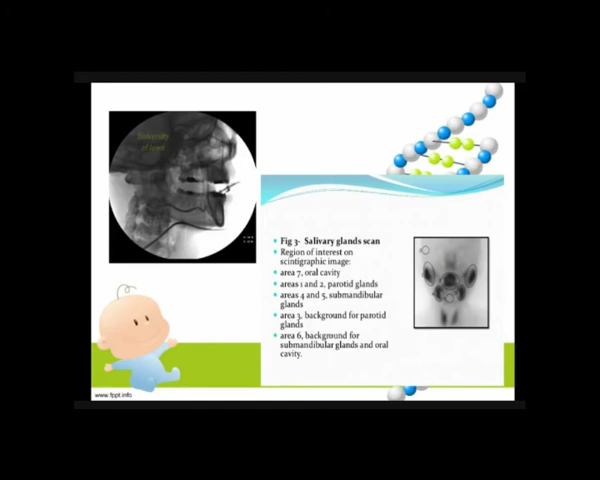 University
of Iowa
Fig 3- Salivary glands scan
Region of interest on
scintigraphic image:
area 7, oral cavity
areas 1 and 2, parotid glands
areas 4 and 5, submandibular
glands
area 3, background for parotid
glands
area 6, background for
submandibular glands and oral
cavity.
www.fppt.info